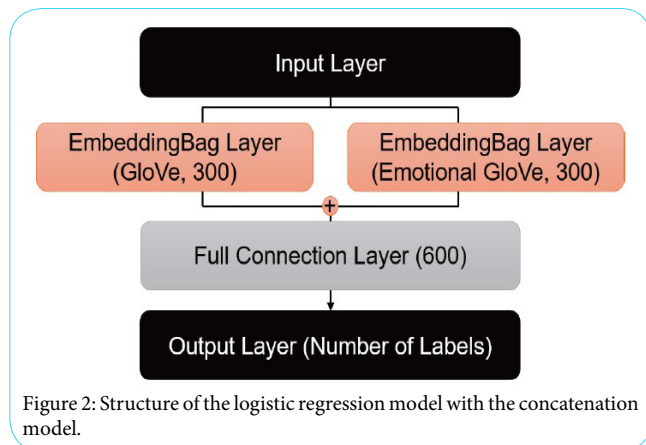 Input Layer
EmbeddingBag Layer
(GloVe, 300)
EmbeddingBag Layer
(Emotional GloVe, 300)
+
Full Connection Layer (600)
Output Layer (Number of Labels)
Figure 2: Structure of the logistic regression model with the concatenation
model.